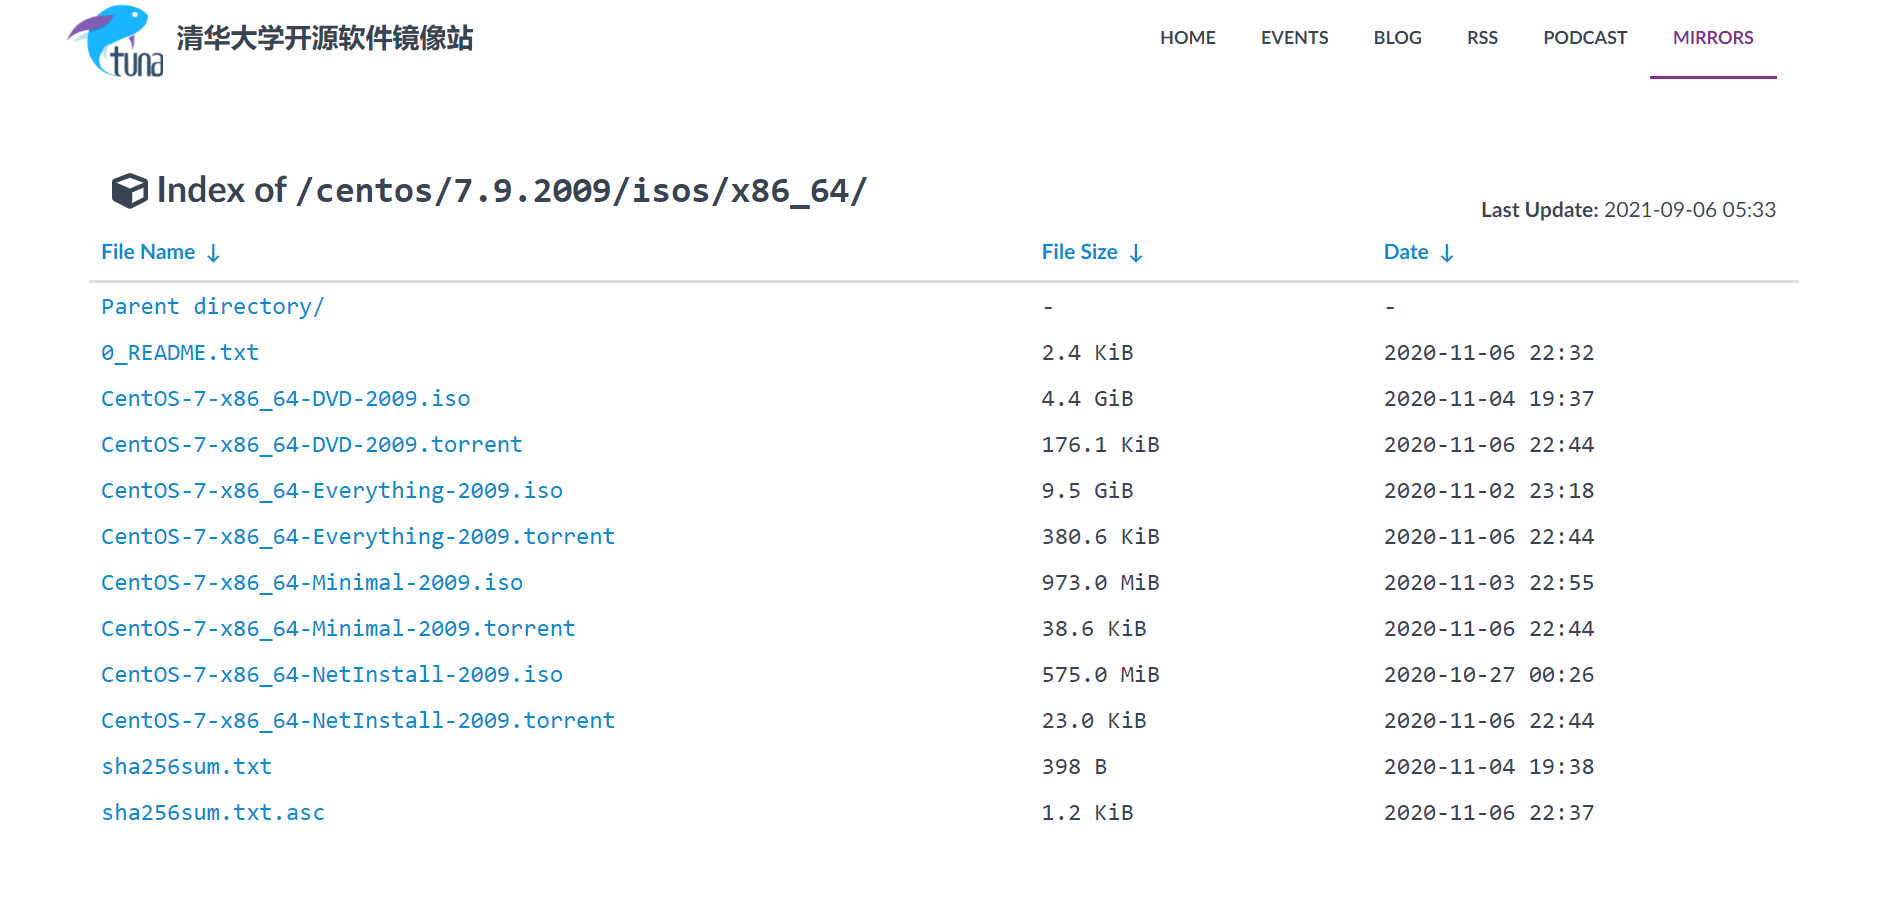 tuna 清华大学开源软件镜像站 HOME EVENTS BLOG RSS PODCAST MIRRORS
Index of /centos/7.9.2009/isos/x86_64/
Last Update: 2021-09-06 05:33
File Name ↓ File Size ↓ Date ↓
Parent directory/ - -
0_README.txt 2.4 KiB 2020-11-06 22:32
CentOS-7-x86_64-DVD-2009.iso 4.4 GiB 2020-11-04 19:37
CentOS-7-x86_64-DVD-2009.torrent 176.1 KiB 2020-11-06 22:44
CentOS-7-x86_64-Everything-2009.iso 9.5 GiB 2020-11-02 23:18
CentOS-7-x86_64-Everything-2009.torrent 380.6 KiB 2020-11-06 22:44
CentOS-7-x86_64-Minimal-2009.iso 973.0 MiB 2020-11-03 22:55
CentOS-7-x86_64-Minimal-2009.torrent 38.6 KiB 2020-11-06 22:44
CentOS-7-x86_64-NetInstall-2009.iso 575.0 MiB 2020-10-27 00:26
CentOS-7-x86_64-NetInstall-2009.torrent 23.0 KiB 2020-11-06 22:44
sha256sum.txt 398 B 2020-11-04 19:38
sha256sum.txt.asc 1.2 KiB 2020-11-06 22:37